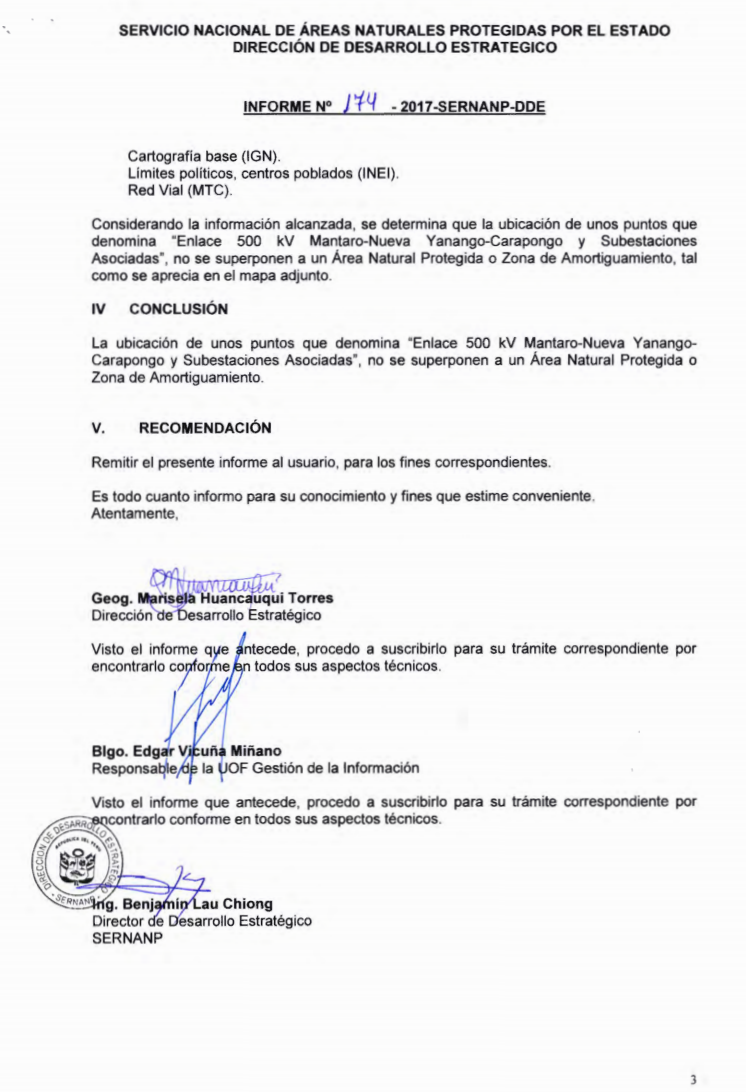 SERVICIO NACIONAL DE ÁREAS NATURALES PROTEGIDAS POR EL ESTADO
DIRECCIÓN DE DESARROLLO ESTRATEGICO
INFORME Nº 174 - 2017-SERNANP-DDE
Cartografía base (IGN).
Límites políticos, centros poblados (INEI).
Red Vial (MTC).
Considerando la información alcanzada, se determina que la ubicación de unos puntos que
denomina "Enlace 500 kV Mantaro-Nueva Yanango-Carapongo y Subestaciones
Asociadas", no se superponen a un Área Natural Protegida o Zona de Amortiguamiento, tal
como se aprecia en el mapa adjunto.
IV CONCLUSIÓN
La ubicación de unos puntos que denomina "Enlace 500 kV Mantaro-Nueva Yanango-
Carapongo y Subestaciones Asociadas", no se superponen a un Área Natural Protegida o
Zona de Amortiguamiento.
V. RECOMENDACIÓN
Remitir el presente informe al usuario, para los fines correspondientes.
Es todo cuanto informo para su conocimiento y fines que estime conveniente.
Atentamente,
Geog. Marisela Huancauqui Torres
Dirección de Desarrollo Estratégico
Visto el informe que antecede, procedo a suscribirlo para su trámite correspondiente por
encontrarlo conforme en todos sus aspectos técnicos.
Blgo. Edgar Vicuña Miñano
Responsable de la UOF Gestión de la Información
Visto el informe que antecede, procedo a suscribirlo para su trámite correspondiente por
encontrarlo conforme en todos sus aspectos técnicos.
DIRECCION DE DESARROLLO ESTRATEGICO
REPUBLICA DEL PERU
SERNANP
Ing. Benjamín Lau Chiong
Director de Desarrollo Estratégico
SERNANP
3